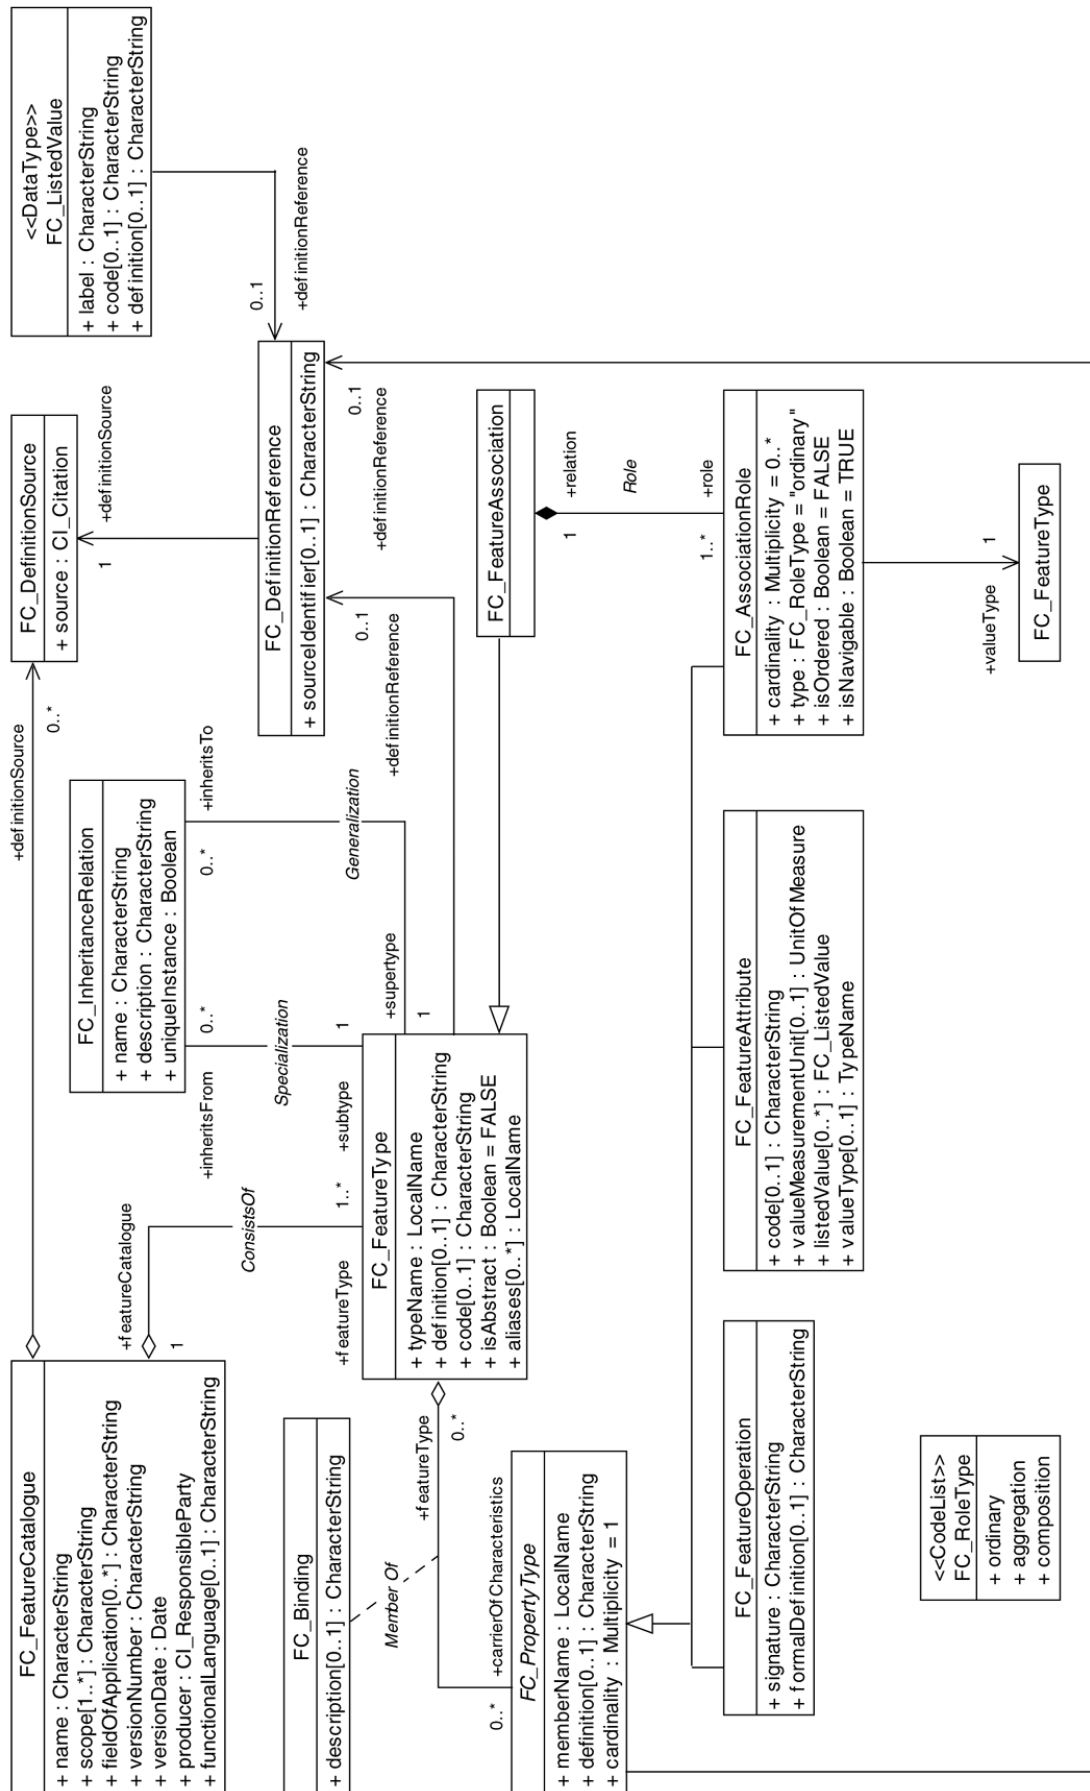 FC_FeatureCatalogue
+ name : CharacterString
+ scope[1..*] : CharacterString
+ fieldOfApplication[0..*] : CharacterString
+ versionNumber : CharacterString
+ versionDate : Date
+ producer : CI_ResponsibleParty
+ functionalLanguage[0..1] : CharacterString
+definitionSource
0..*
FC_DefinitionSource
+ source : CI_Citation
1
+definitionSource
<<DataType>>
FC_ListedValue
+ label : CharacterString
+ code[0..1] : CharacterString
+ definition[0..1] : CharacterString
+featureCatalogue
1
ConsistsOf
+featureType
1..*
FC_InheritanceRelation
+ name : CharacterString
+ description : CharacterString
+ uniqueInstance : Boolean
+inheritsFrom
0..*
Specialization
+subtype
1
+inheritsTo
0..*
Generalization
+supertype
1
0..1
+definitionReference
FC_DefinitionReference
+ sourceIdentifier[0..1] : CharacterString
0..1
+definitionReference
0..1
+definitionReference
FC_Binding
+ description[0..1] : CharacterString
Member Of
FC_FeatureType
+ typeName : LocalName
+ definition[0..1] : CharacterString
+ code[0..1] : CharacterString
+ isAbstract : Boolean = FALSE
+ aliases[0..*] : LocalName
+featureType
0..*
+carrierOfCharacteristics
0..*
FC_FeatureAssociation
+relation
1
Role
+role
1..*
FC_PropertyType
+ memberName : LocalName
+ definition[0..1] : CharacterString
+ cardinality : Multiplicity = 1
FC_FeatureOperation
+ signature : CharacterString
+ formalDefinition[0..1] : CharacterString
FC_FeatureAttribute
+ code[0..1] : CharacterString
+ valueMeasurementUnit[0..1] : UnitOfMeasure
+ listedValue[0..*] : FC_ListedValue
+ valueType[0..1] : TypeName
FC_AssociationRole
+ cardinality : Multiplicity = 0..*
+ type : FC_RoleType = "ordinary"
+ isOrdered : Boolean = FALSE
+ isNavigable : Boolean = TRUE
<<CodeList>>
FC_RoleType
+ ordinary
+ aggregation
+ composition
+valueType
1
FC_FeatureType